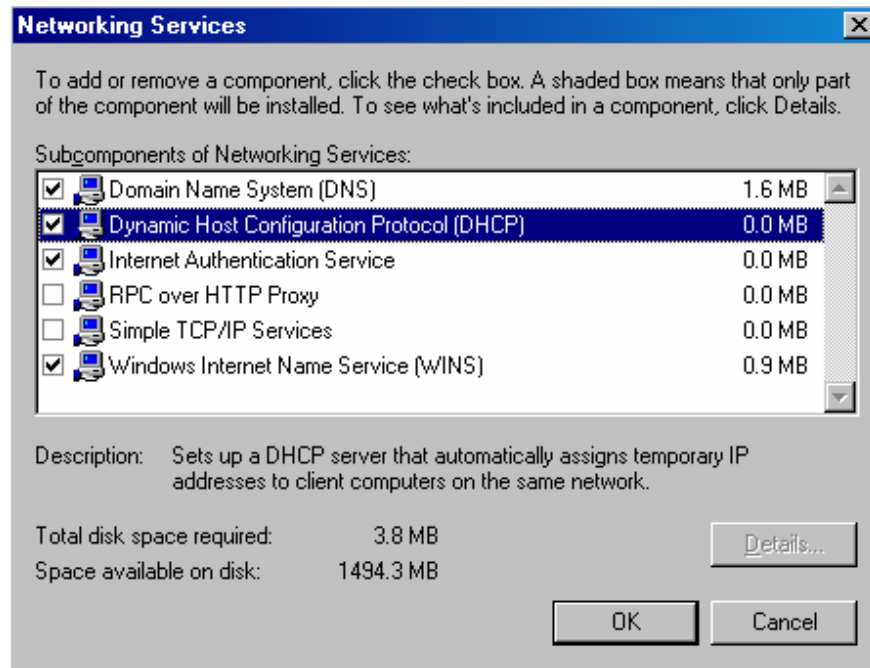 Networking Services
To add or remove a component, click the check box. A shaded box means that only part
of the component will be installed. To see what's included in a component, click Details.
Subcomponents of Networking Services:
Domain Name System (DNS) 1.6 MB
Dynamic Host Configuration Protocol (DHCP) 0.0 MB
Internet Authentication Service 0.0 MB
RPC over HTTP Proxy 0.0 MB
Simple TCP/IP Services 0.0 MB
Windows Internet Name Service (WINS) 0.9 MB
Description: Sets up a DHCP server that automatically assigns temporary IP
addresses to client computers on the same network.
Total disk space required: 3.8 MB
Details...
Space available on disk: 1494.3 MB
OK Cancel